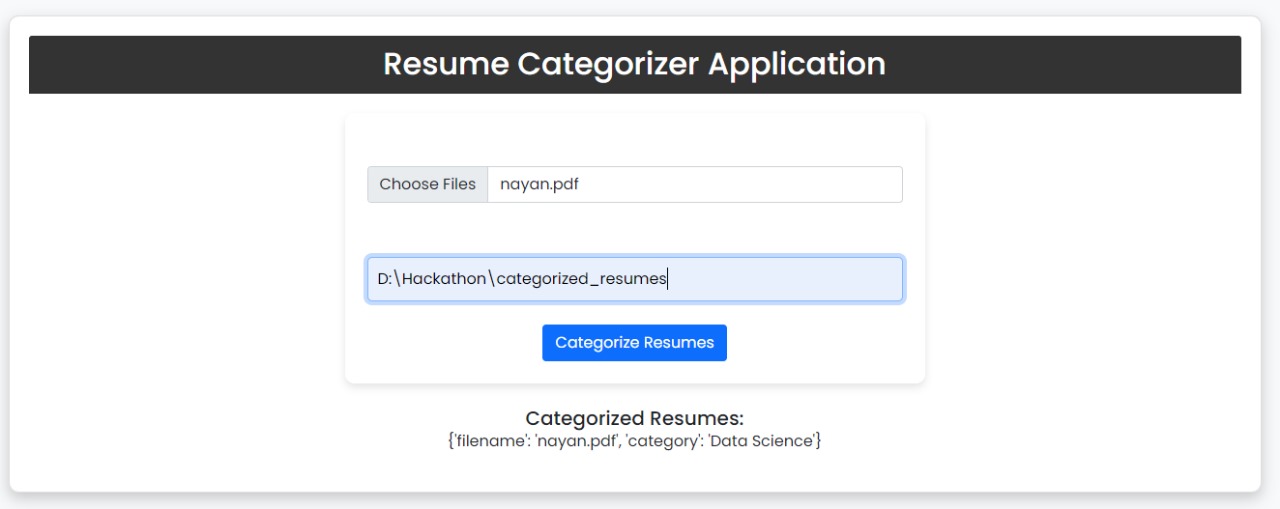 Resume Categorizer Application
Choose Files nayan.pdf
D:\Hackathon\categorized_resumes
Categorize Resumes
Categorized Resumes:
{'filename': 'nayan.pdf', 'category': 'Data Science'}